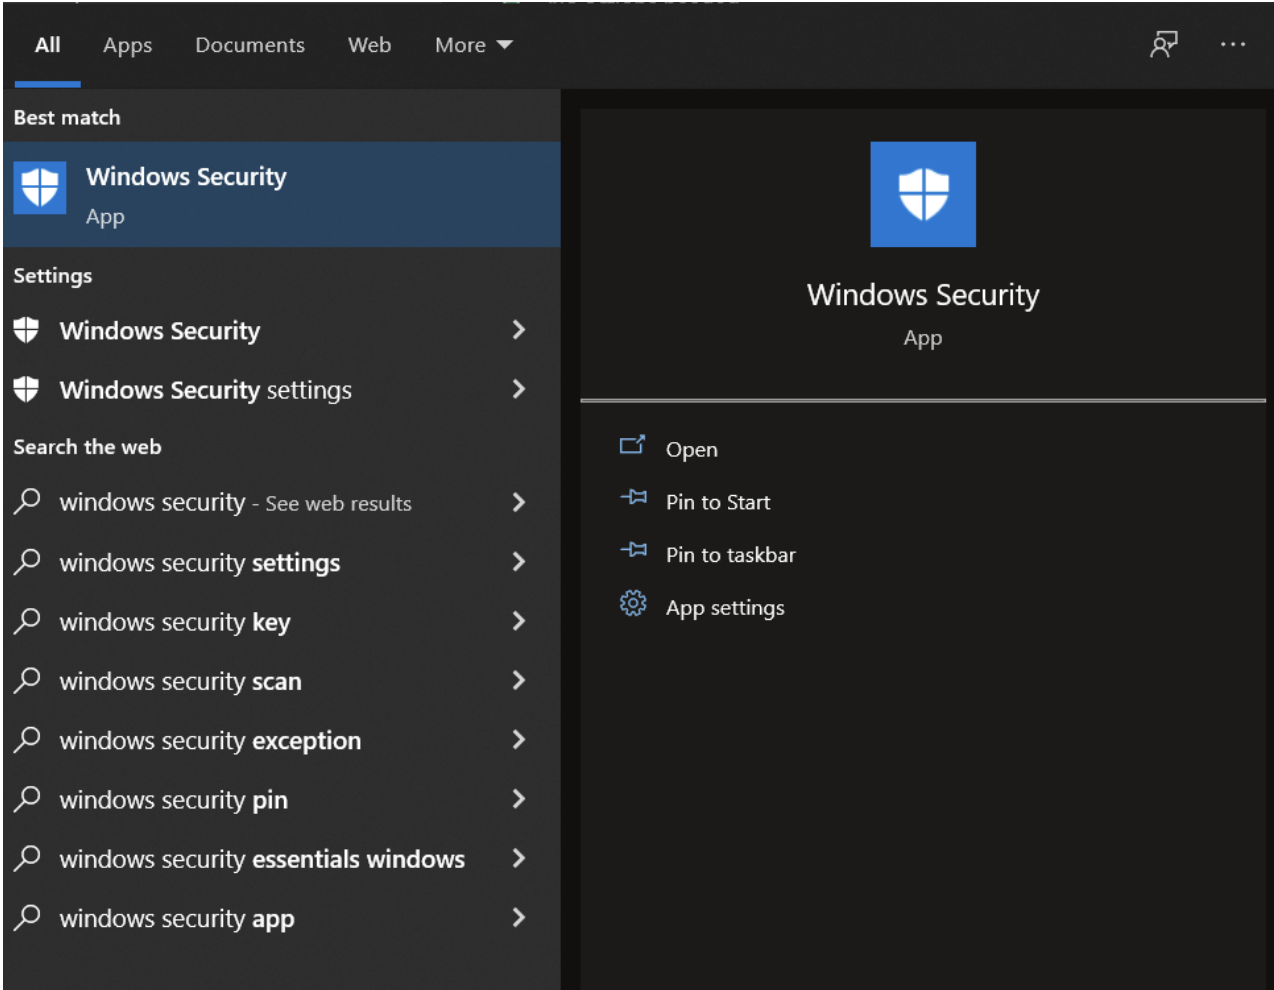 All Apps Documents Web More
Best match
Windows Security
App
Settings
Windows Security
Windows Security settings
Search the web
windows security - See web results
windows security settings
windows security key
windows security scan
windows security exception
windows security pin
windows security essentials windows
windows security app
Windows Security
App
Open
Pin to Start
Pin to taskbar
App settings